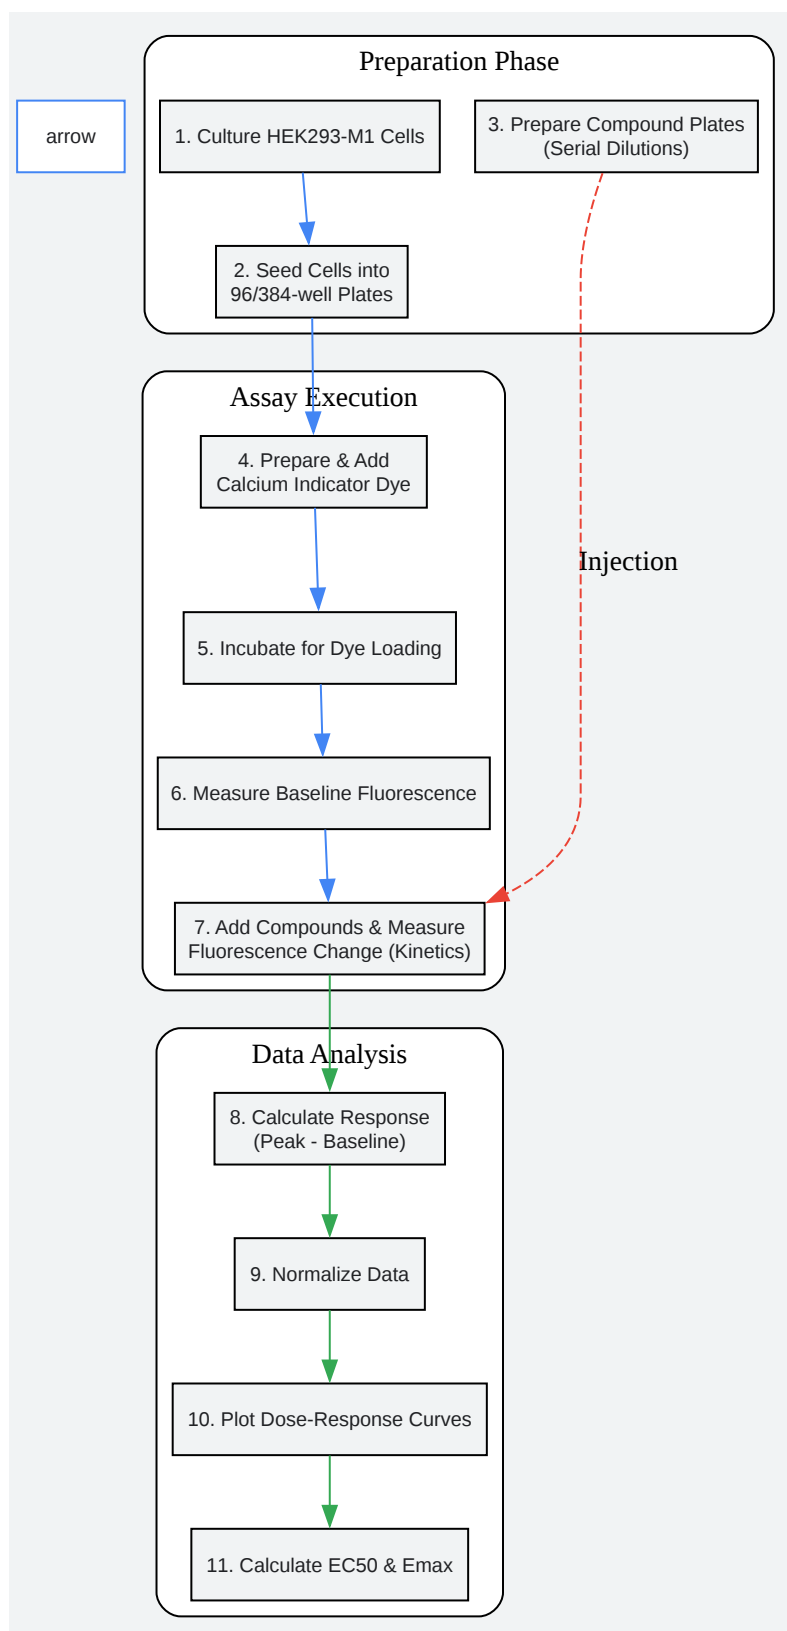 Preparation Phase
arrow
1. Culture HEK293-M1 Cells
3. Prepare Compound Plates
(Serial Dilutions)
2. Seed Cells into
96/384-well Plates
Assay Execution
4. Prepare & Add
Calcium Indicator Dye
Injection
5. Incubate for Dye Loading
6. Measure Baseline Fluorescence
7. Add Compounds & Measure
Fluorescence Change (Kinetics)
Data Analysis
8. Calculate Response
(Peak - Baseline)
9. Normalize Data
10. Plot Dose-Response Curves
11. Calculate EC50 & Emax